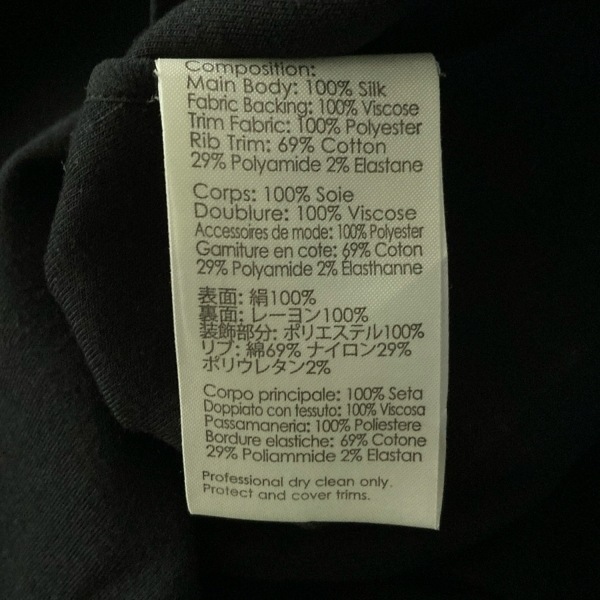 Composition:
Main Body: 100% Silk
Fabric Backing: 100% Viscose
Trim Fabric: 100% Polyester
Rib Trim: 69% Cotton
29% Polyamide 2% Elastane
Corps: 100% Soie
Doublure: 100% Viscose
Accessoires de mode: 100% Polyester
Garniture en cote: 69% Coton
29% Polyamide 2% Elasthanne
表面: 絹100%
裏面: レーヨン100%
装飾部分: ポリエステル100%
リブ: 綿69% ナイロン29%
ポリウレタン2%
Corpo principale: 100% Seta
Doppiato con tessuto: 100% Viscosa
Passamaneria: 100% Poliestere
Bordure elastiche: 69% Cotone
29% Poliammide 2% Elastan
Professional dry clean only.
Protect and cover trims.